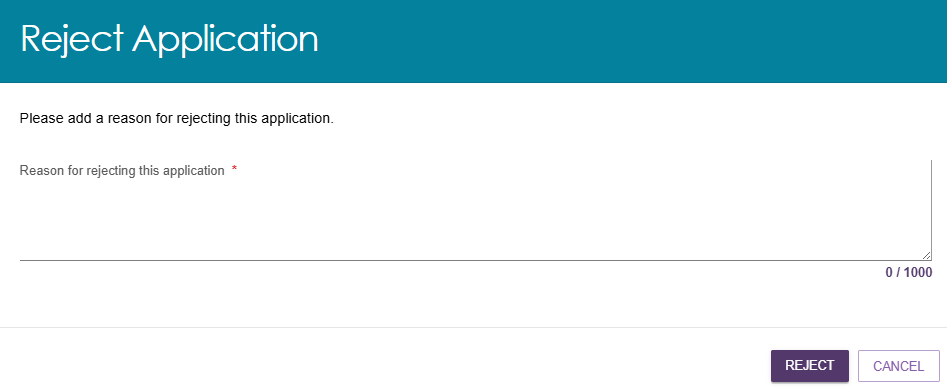 Reject Application
Please add a reason for rejecting this application.
Reason for rejecting this application *
0 / 1000
REJECT CANCEL